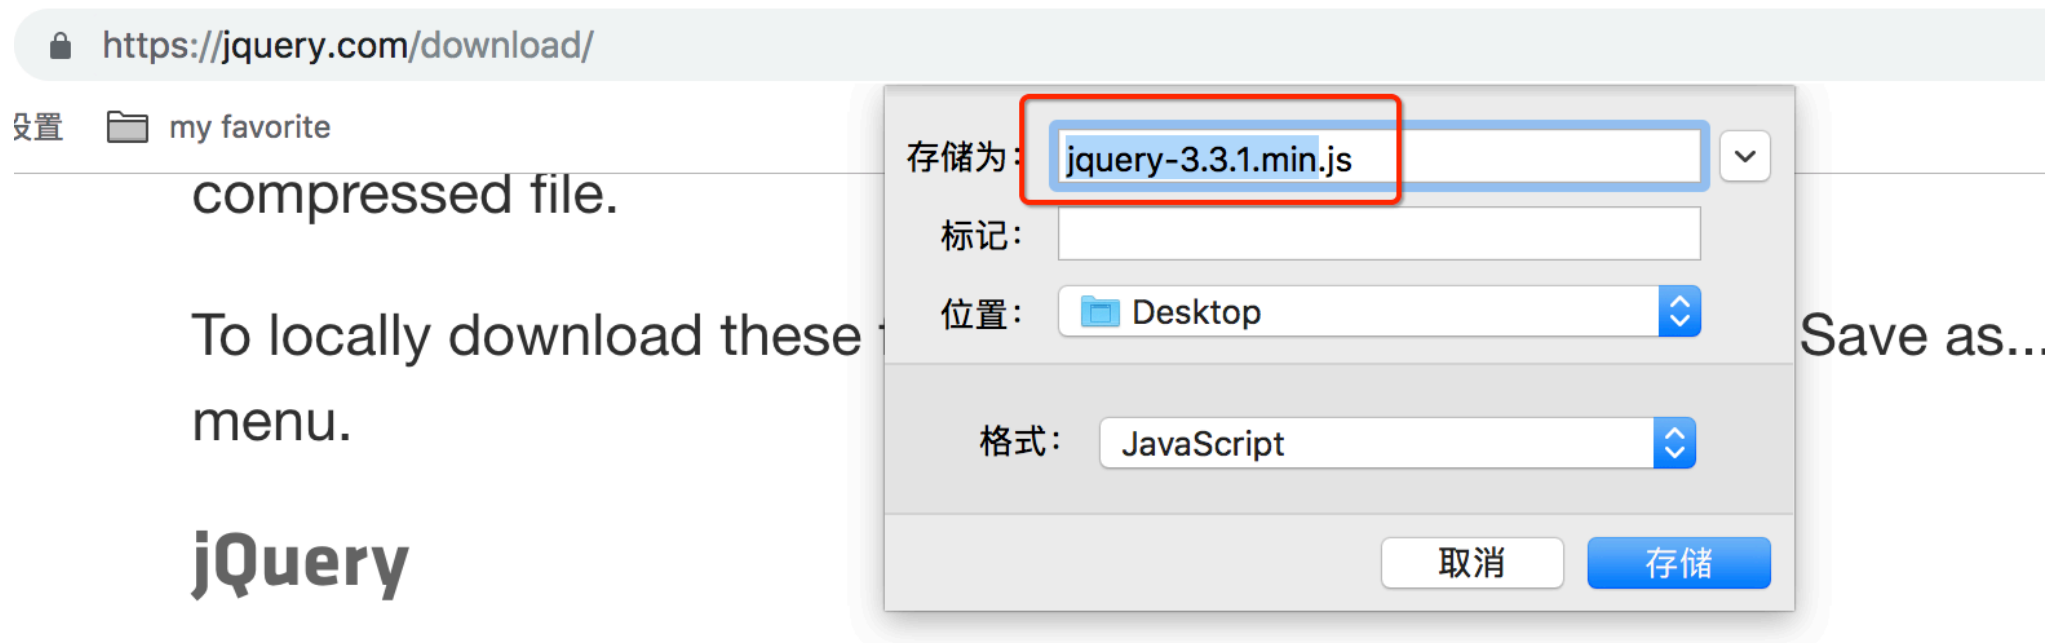 https://jquery.com/download/
设置 my favorite
compressed file.
To locally download these
Save as...
menu.
jQuery
存储为：
jquery-3.3.1.min.js
标记：
位置：
Desktop
格式：
JavaScript
取消
存储